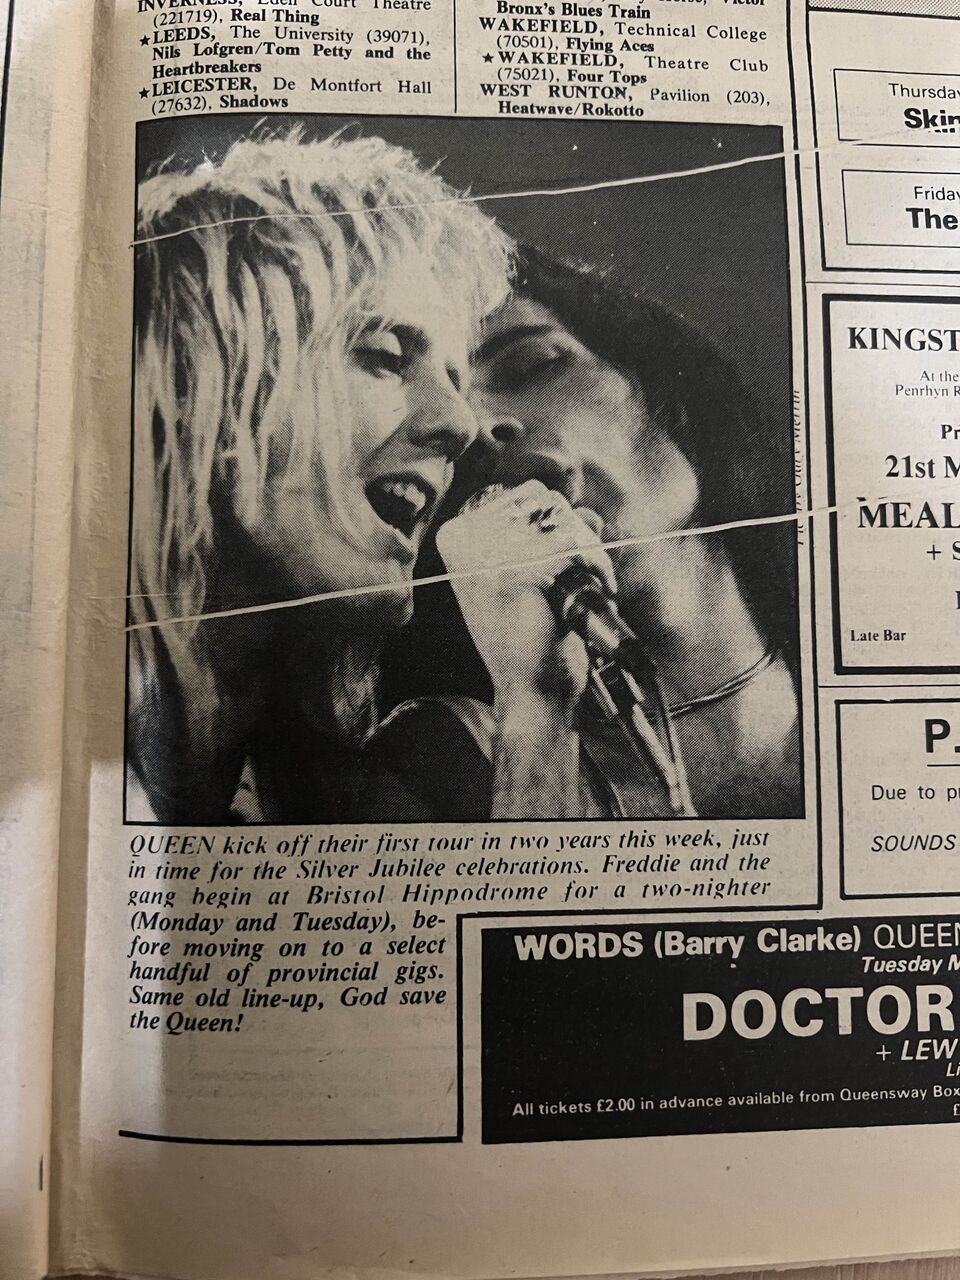 INVERNESS, Eden Court Theatre
(221719), Real Thing
★LEEDS, The University (39071),
Nils Lofgren/Tom Petty and the
Heartbreakers
★LEICESTER, De Montfort Hall
(27632), Shadows
Bronx's Blues Train
WAKEFIELD, Technical College
(70501), Flying Aces
★WAKEFIELD, Theatre Club
(75021), Four Tops
WEST RUNTON, Pavilion (203),
Heatwave/Rokotto
QUEEN kick off their first tour in two years this week, just
in time for the Silver Jubilee celebrations. Freddie and the
gang begin at Bristol Hippodrome for a two-nighter
(Monday and Tuesday), be-
fore moving on to a select
handful of provincial gigs.
Same old line-up, God save
the Queen!
Thursday
Friday
The
KINGST
At the
Penrhyn R
Pr
21st M
MEAL
+ S
Late Bar
P.
Due to p
SOUNDS
WORDS (Barry Clarke) QUEEN
Tuesday M
DOCTOR
+ LEW
Li
All tickets £2.00 in advance available from Queensway Box
£